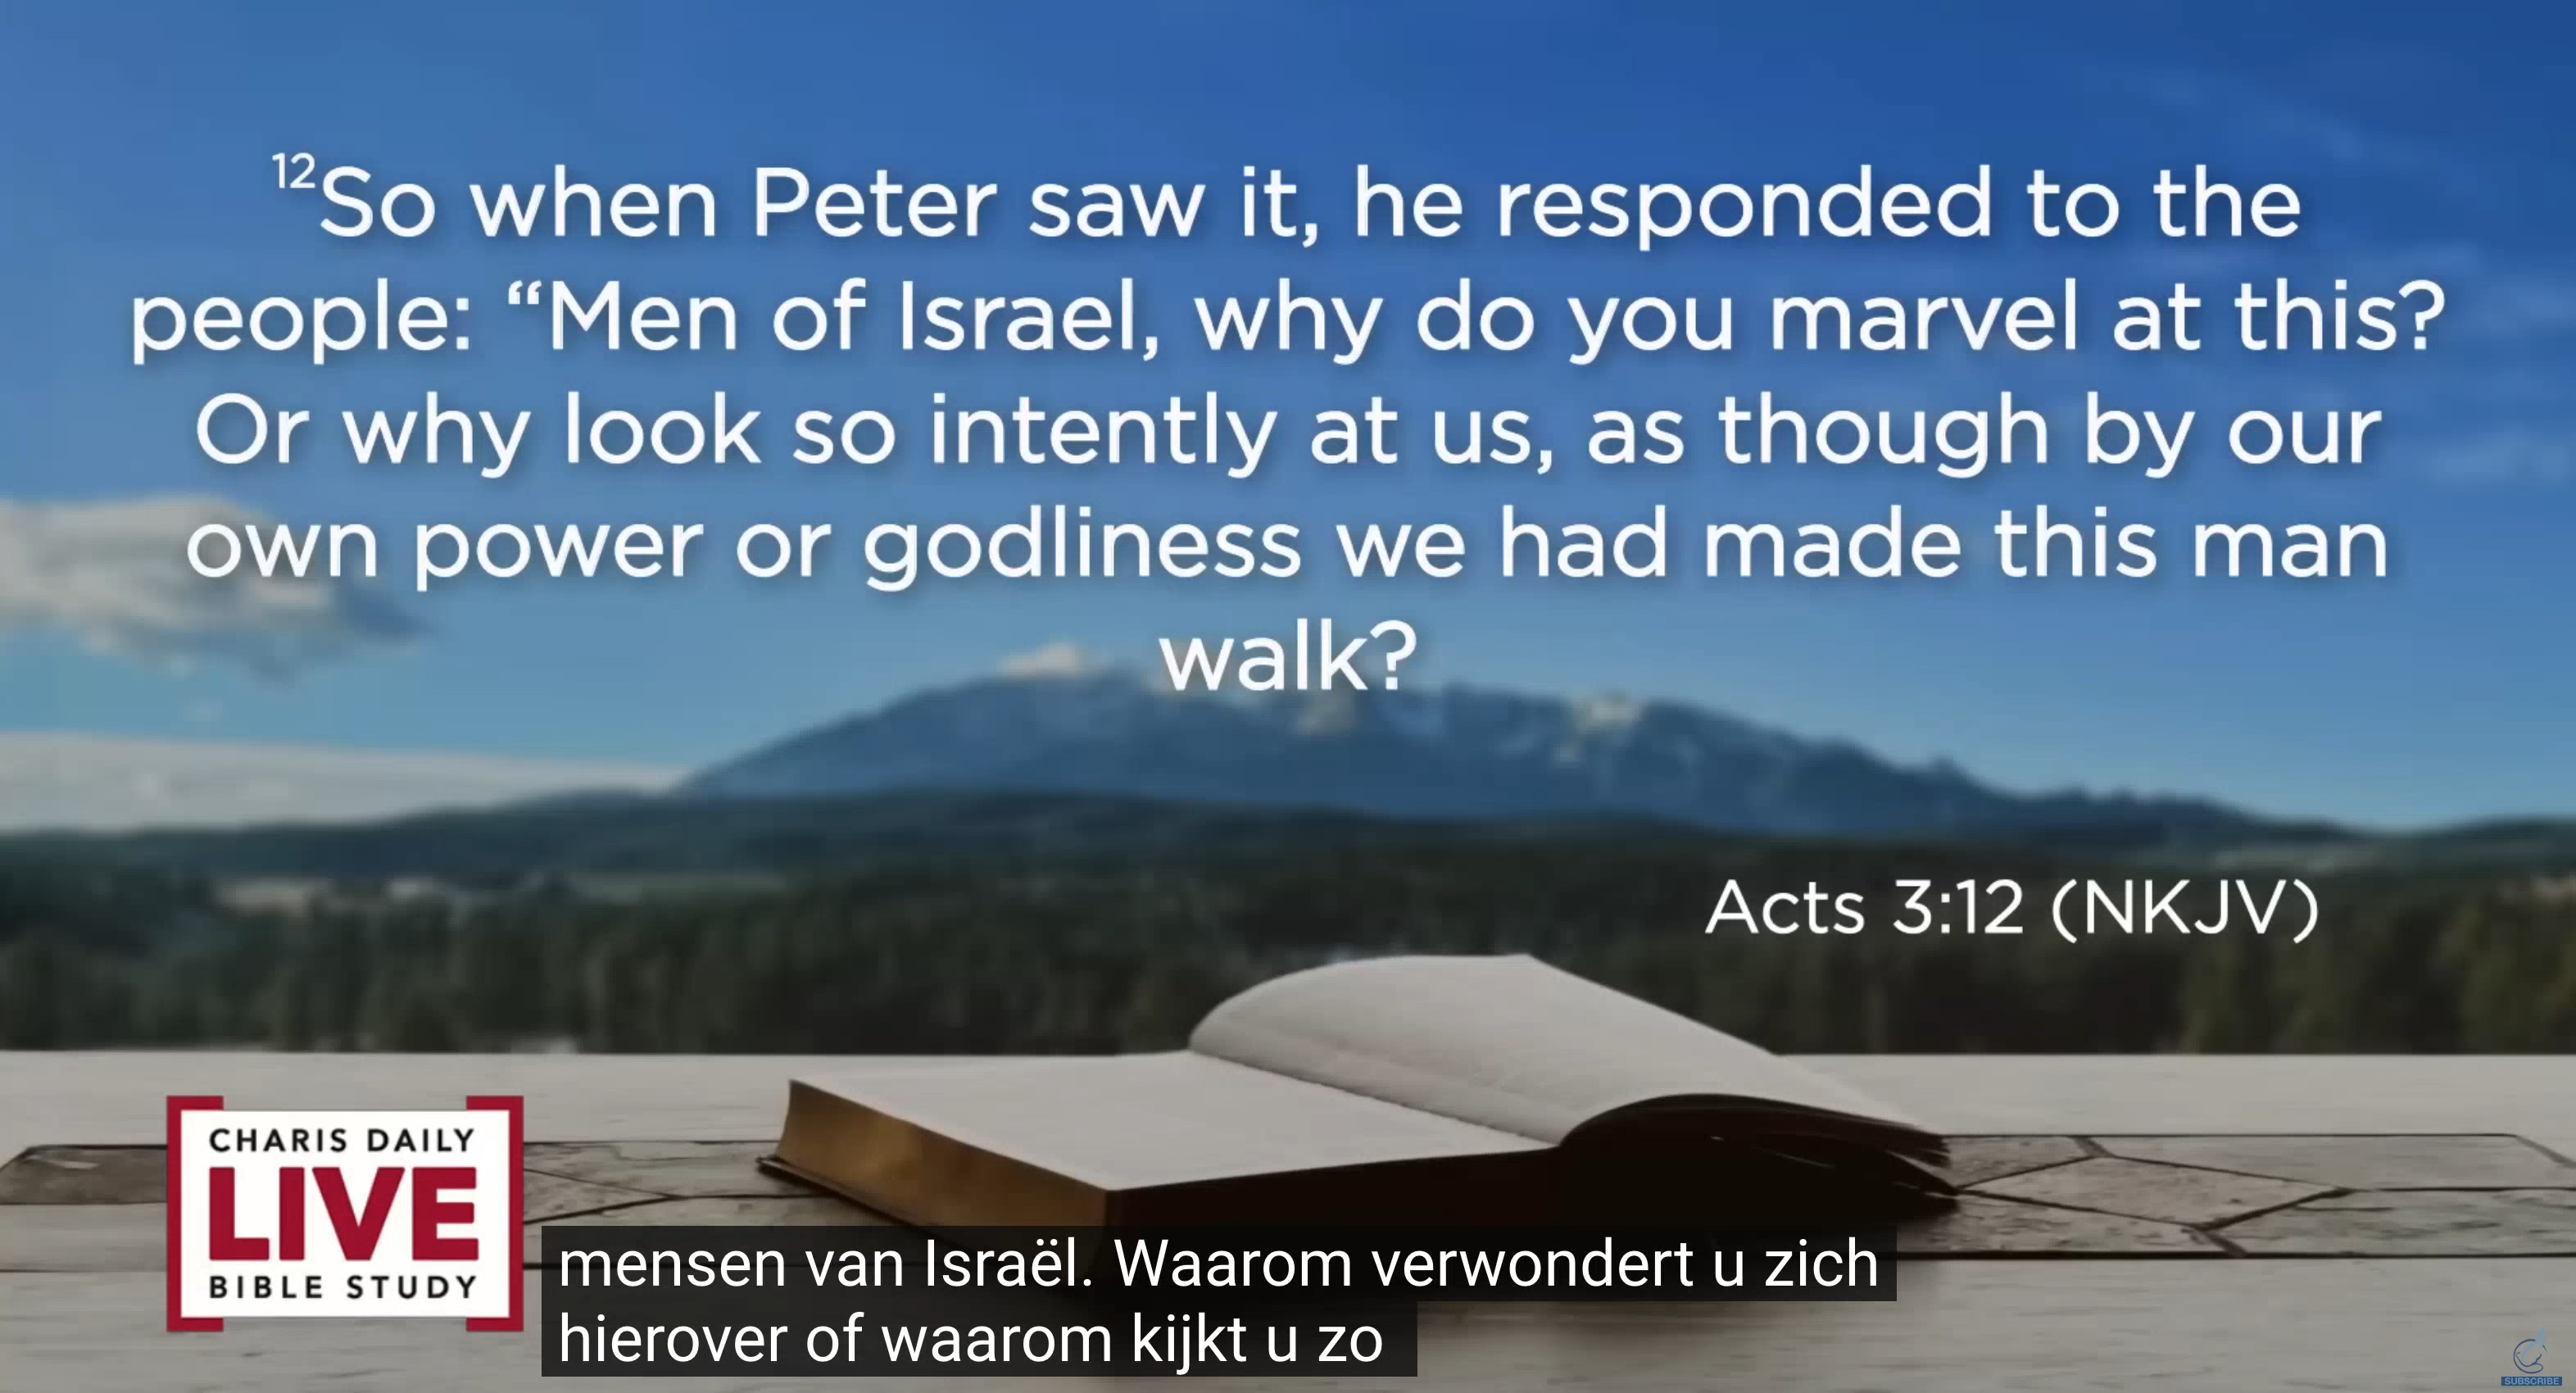 ¹²So when Peter saw it, he responded to the
people: “Men of Israel, why do you marvel at this?
Or why look so intently at us, as though by our
own power or godliness we had made this man
walk?
Acts 3:12 (NKJV)
CHARIS DAILY
LIVE
BIBLE STUDY
mensen van Israël. Waarom verwondert u zich
hierover of waarom kijkt u zo
SUBSCRIBE